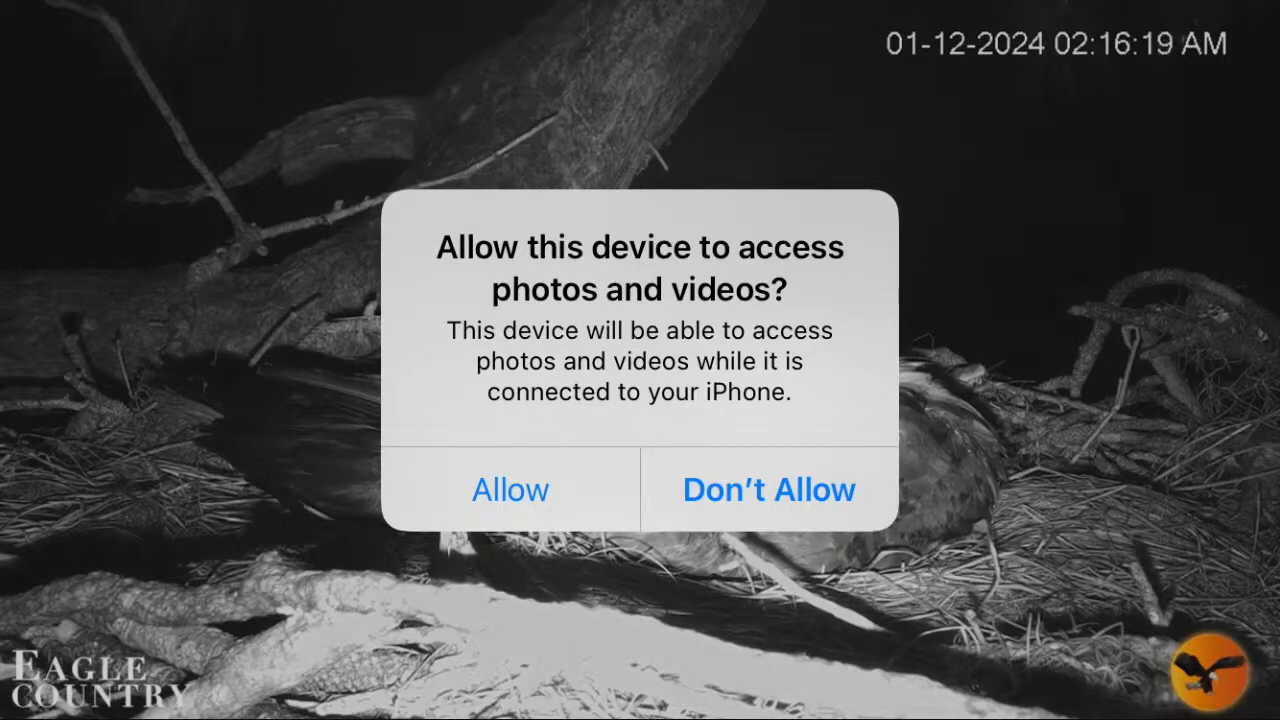 01-12-2024 02:16:19 AM
Allow this device to access
photos and videos?
This device will be able to access
photos and videos while it is
connected to your iPhone.
Allow
Don’t Allow
EAGLE
COUNTRY